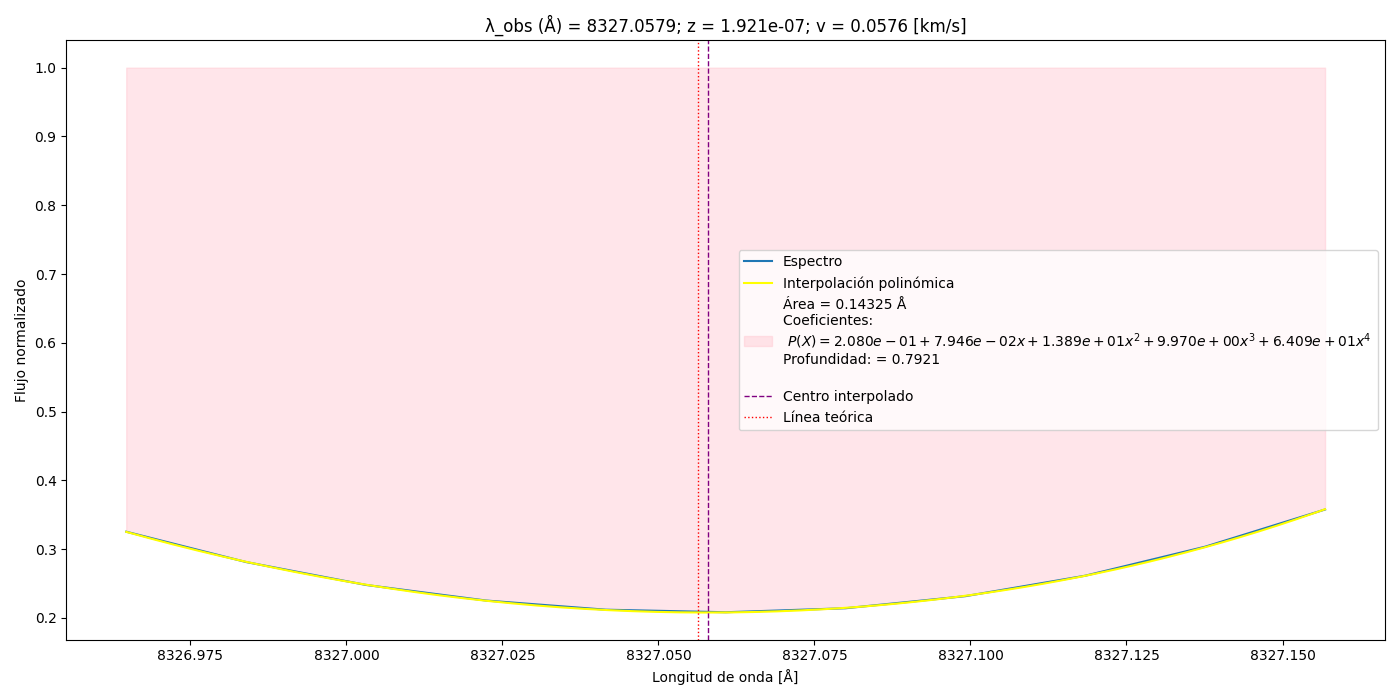 λ_obs (Å) = 8327.0579; z = 1.921e-07; v = 0.0576 [km/s]
Flujo normalizado
1.0
0.9
0.8
0.7
0.6
0.5
0.4
0.3
0.2
Espectro
Interpolación polinómica
Área = 0.14325 Å
Coeficientes:
P(X) = 2.080e − 01 + 7.946e − 02x + 1.389e + 01x² + 9.970e + 00x³ + 6.409e + 01x⁴
Profundidad: = 0.7921
Centro interpolado
Línea teórica
8326.975 8327.000 8327.025 8327.050 8327.075 8327.100 8327.125 8327.150
Longitud de onda [Å]